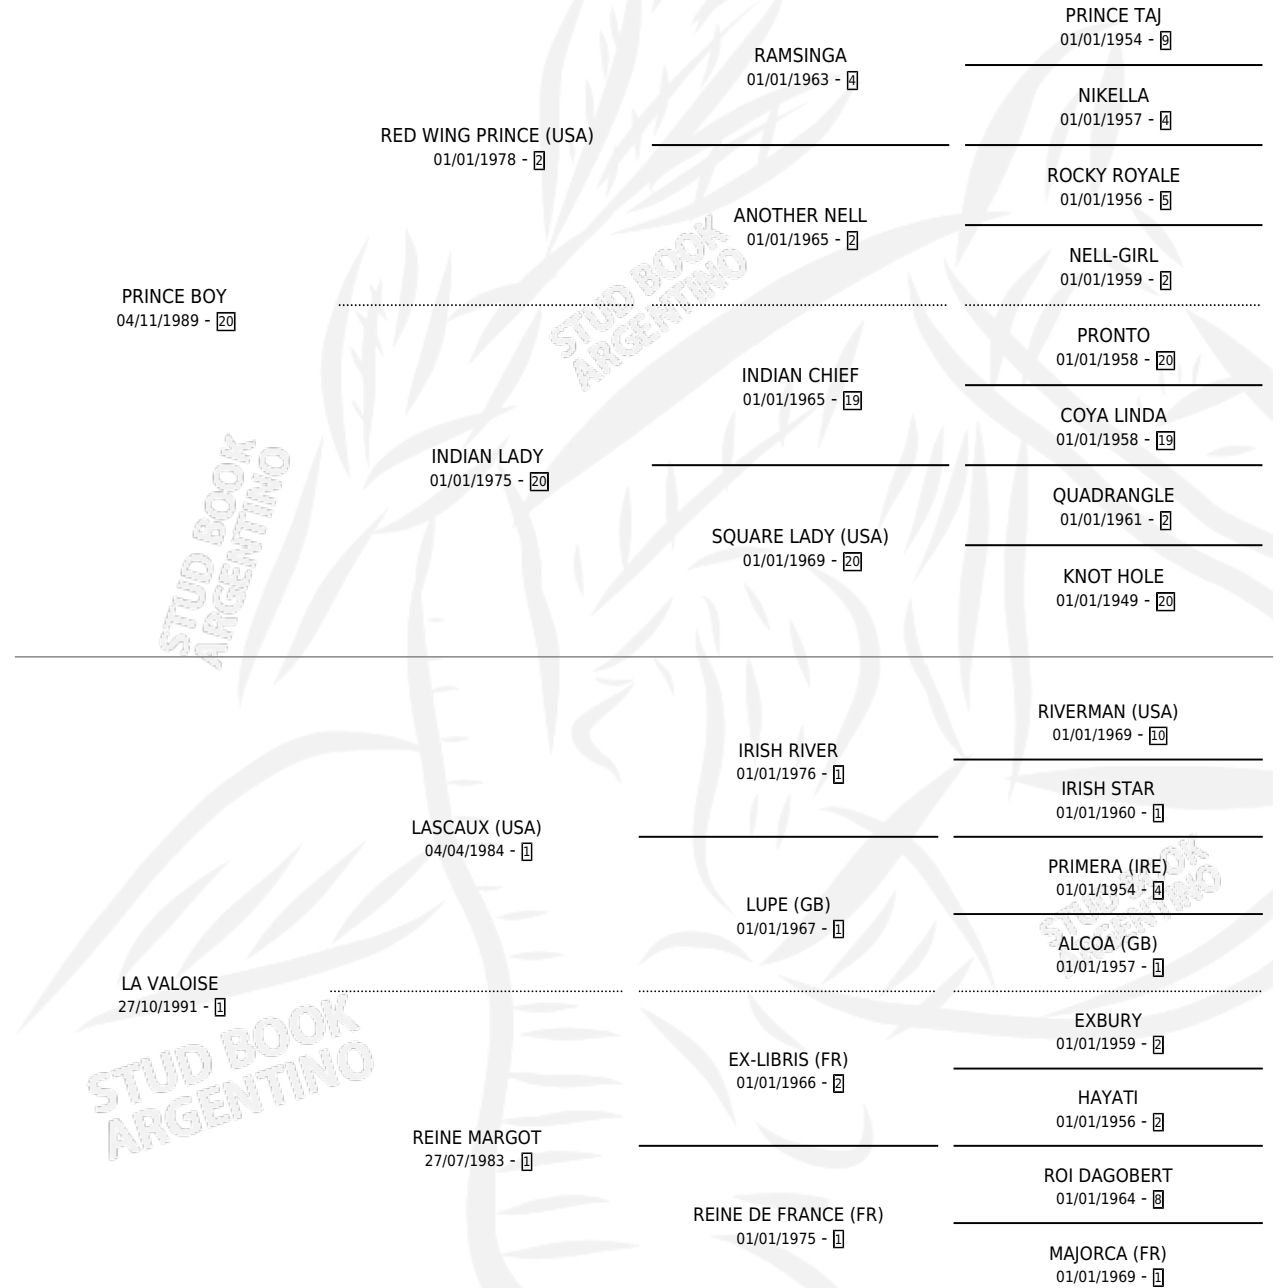 PRINCE TAJ
01/01/1954 - 9
RAMSINGA
01/01/1963 - 4
NIKELLA
01/01/1957 - 4
RED WING PRINCE (USA)
01/01/1978 - 2
ROCKY ROYALE
01/01/1956 - 5
ANOTHER NELL
01/01/1965 - 2
NELL-GIRL
01/01/1959 - 2
PRINCE BOY
04/11/1989 - 20
PRONTO
01/01/1958 - 20
INDIAN CHIEF
01/01/1965 - 19
COYA LINDA
01/01/1958 - 19
INDIAN LADY
01/01/1975 - 20
QUADRANGLE
01/01/1961 - 2
SQUARE LADY (USA)
01/01/1969 - 20
KNOT HOLE
01/01/1949 - 20
RIVERMAN (USA)
01/01/1969 - 10
IRISH RIVER
01/01/1976 - 1
IRISH STAR
01/01/1960 - 1
LASCAUX (USA)
04/04/1984 - 1
PRIMERA (IRE)
01/01/1954 - 4
LUPE (GB)
01/01/1967 - 1
ALCOA (GB)
01/01/1957 - 1
LA VALOISE
27/10/1991 - 1
EXBURY
01/01/1959 - 2
EX-LIBRIS (FR)
01/01/1966 - 2
HAYATI
01/01/1956 - 2
REINE MARGOT
27/07/1983 - 1
ROI DAGOBERT
01/01/1964 - 8
REINE DE FRANCE (FR)
01/01/1975 - 1
MAJORCA (FR)
01/01/1969 - 1
STUD BOOK
ARGENTINO
STUD BOOK
ARGENTINO
STUD BOOK
ARGENTINO
STUD BOOK
ARGENTINO